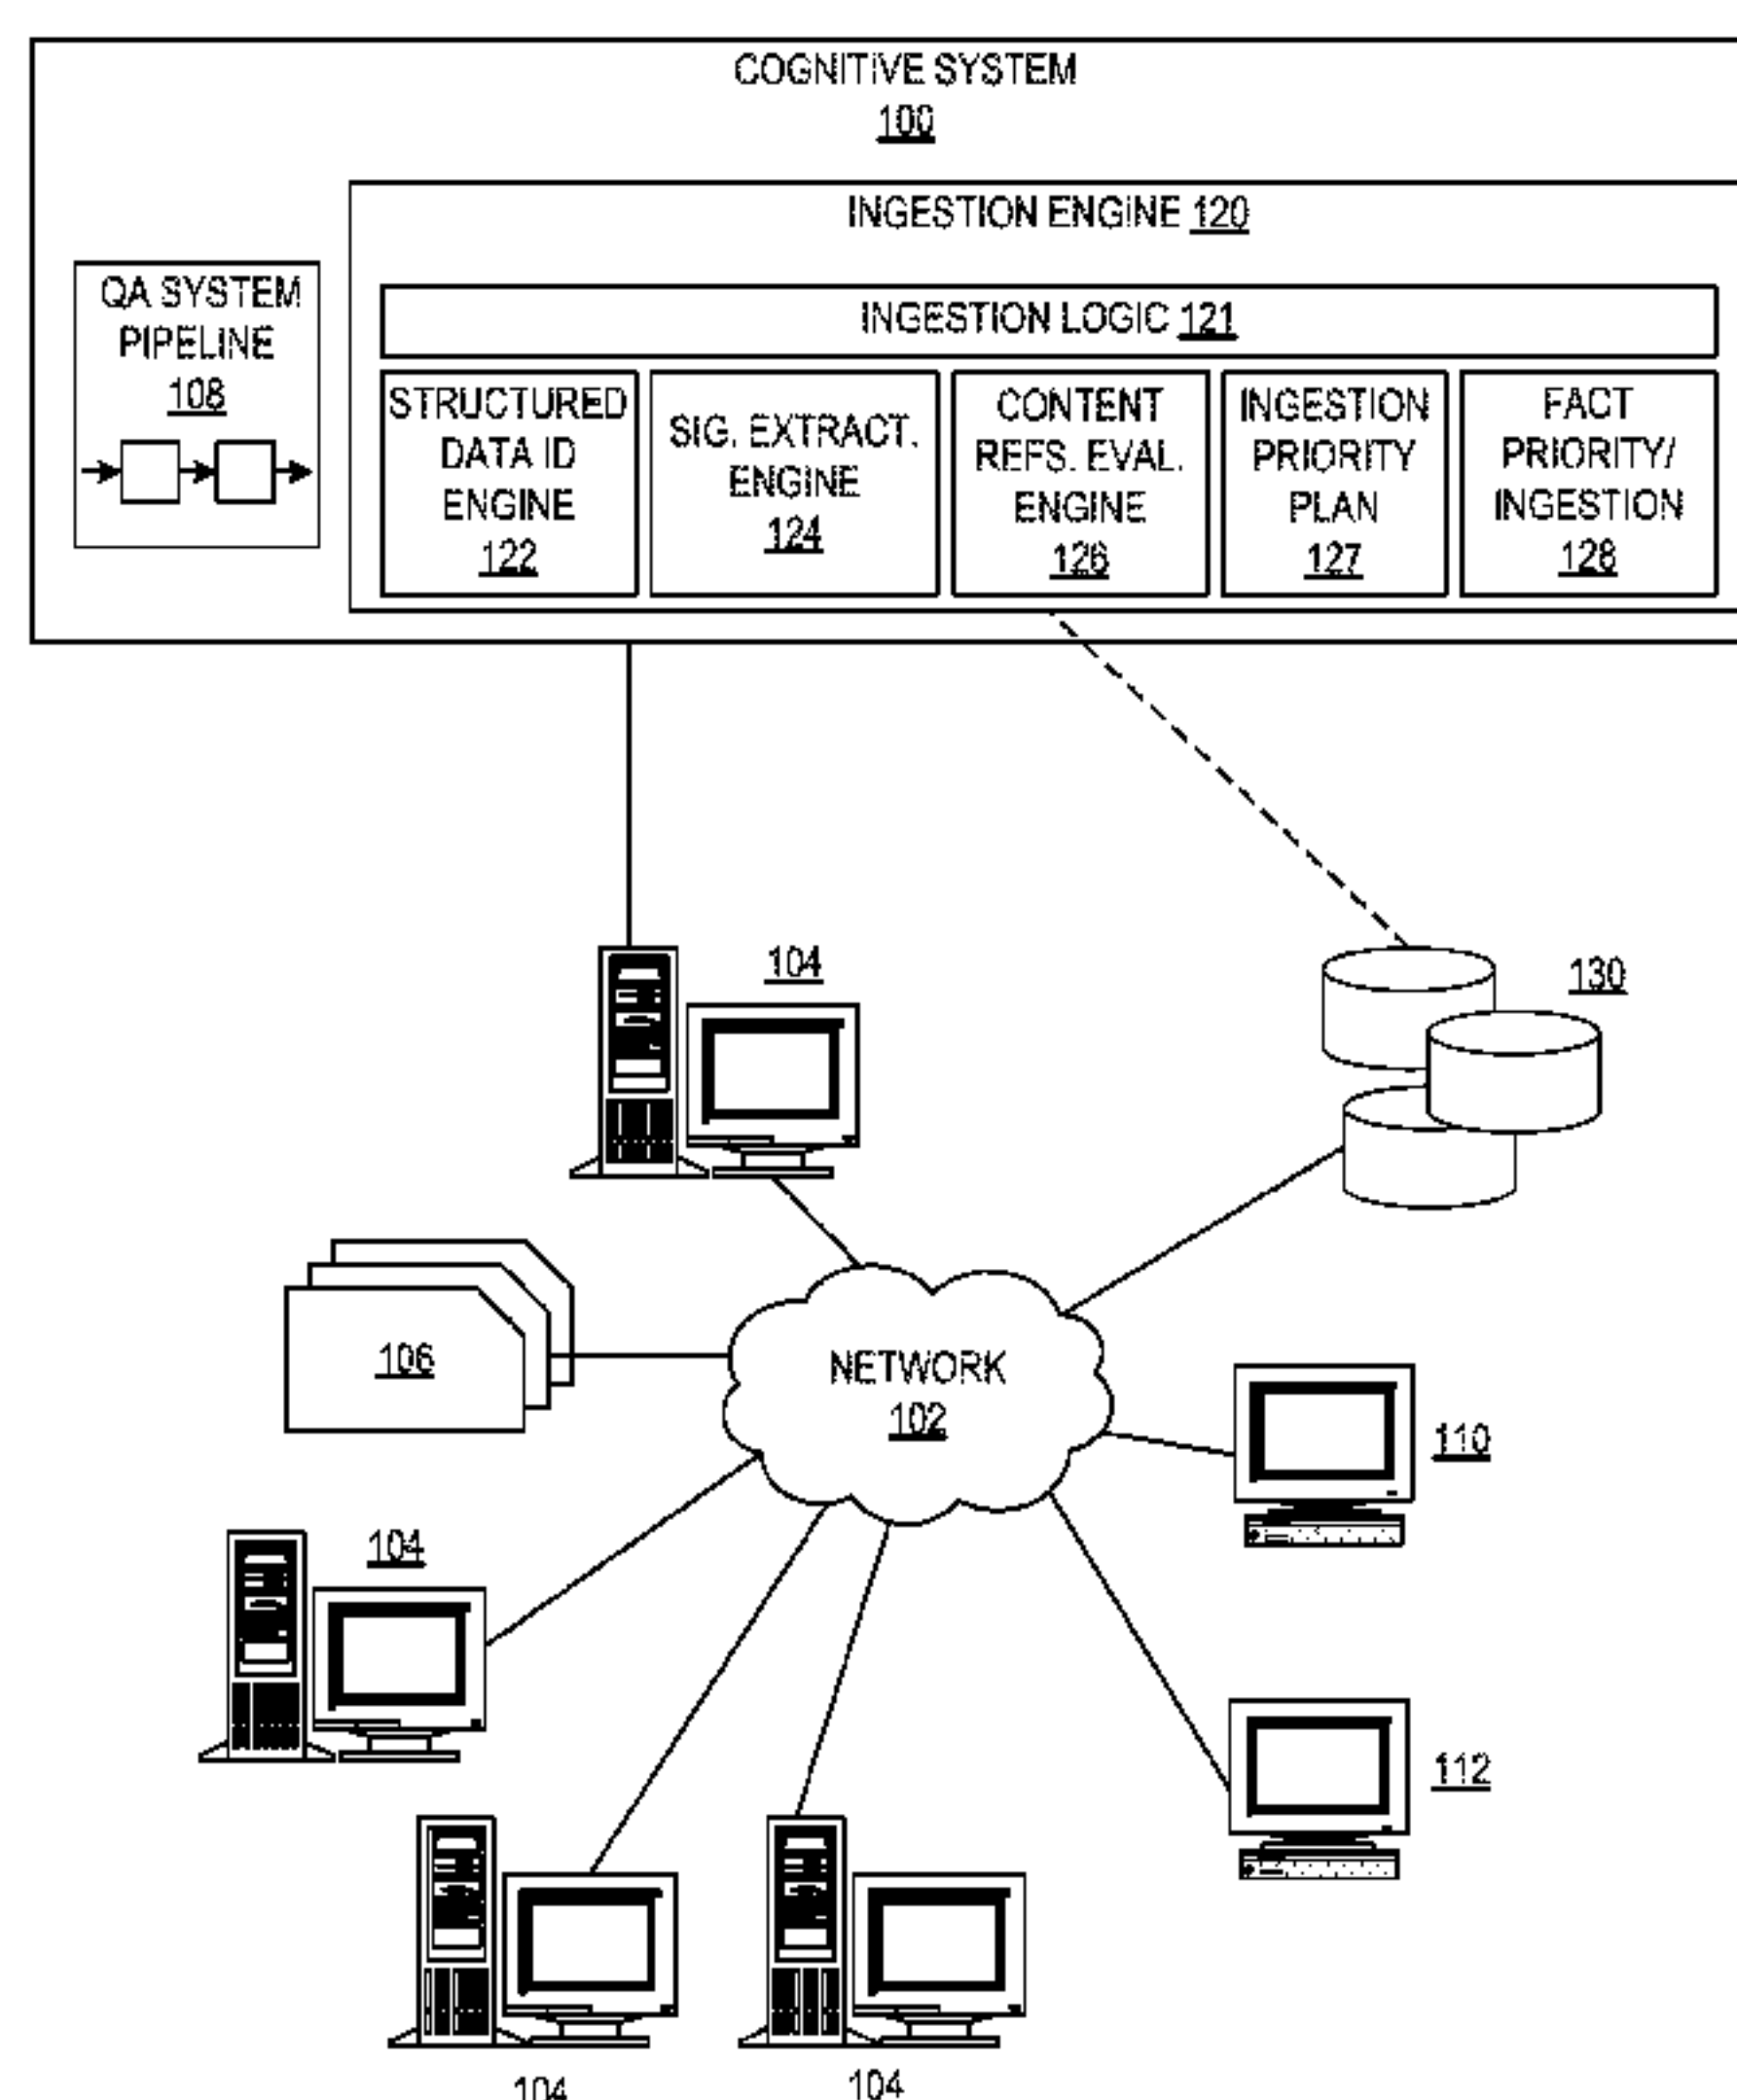 COGNITIVE SYSTEM
100
INGESTION ENGINE 120
QA SYSTEM
PIPELINE
108
INGESTION LOGIC 121
STRUCTURED
DATA ID
ENGINE
122
SIG. EXTRACT.
ENGINE
124
CONTENT
REFS. EVAL.
ENGINE
126
INGESTION
PRIORITY
PLAN
127
FACT
PRIORITY/
INGESTION
128
104
130
106
NETWORK
102
110
104
112
104
104